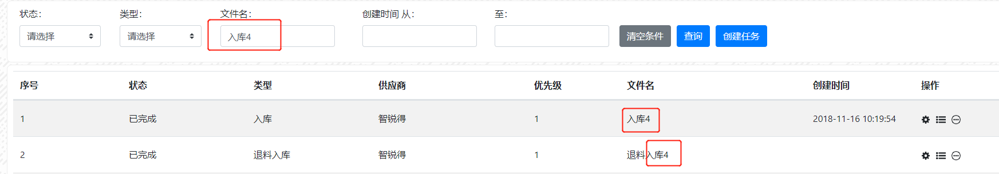 状态： 类型： 文件名： 创建时间 从： 至：
请选择 请选择 入库4 清空条件 查询 创建任务
序号 状态 类型 供应商 优先级 文件名 创建时间 操作
1 已完成 入库 智锐得 1 入库4 2018-11-16 10:19:54
2 已完成 退料入库 智锐得 1 退料入库4